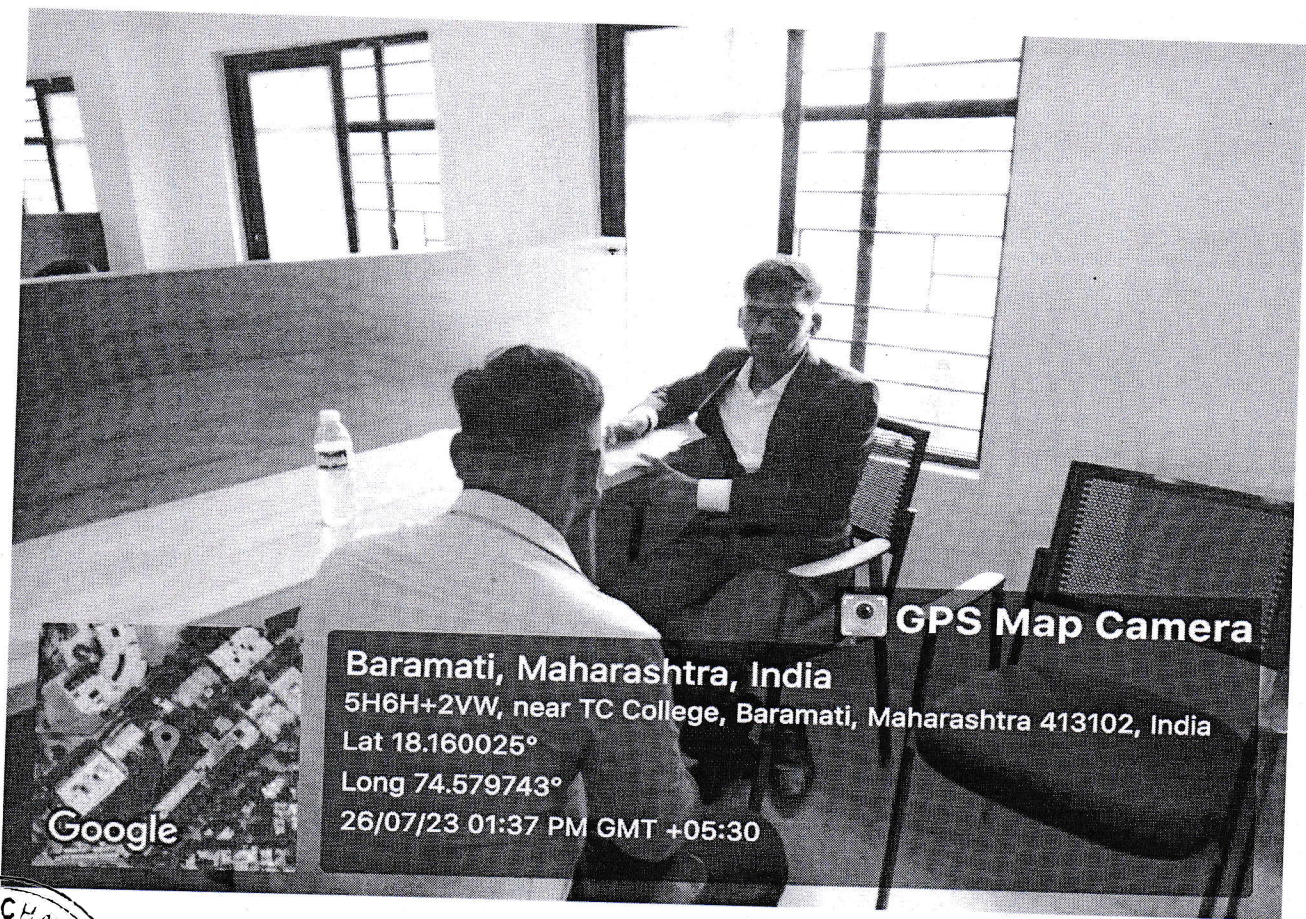 GPS Map Camera
Baramati, Maharashtra, India
5H6H+2VW, near TC College, Baramati, Maharashtra 413102, India
Lat 18.160025°
Long 74.579743°
26/07/23 01:37 PM GMT +05:30
Google